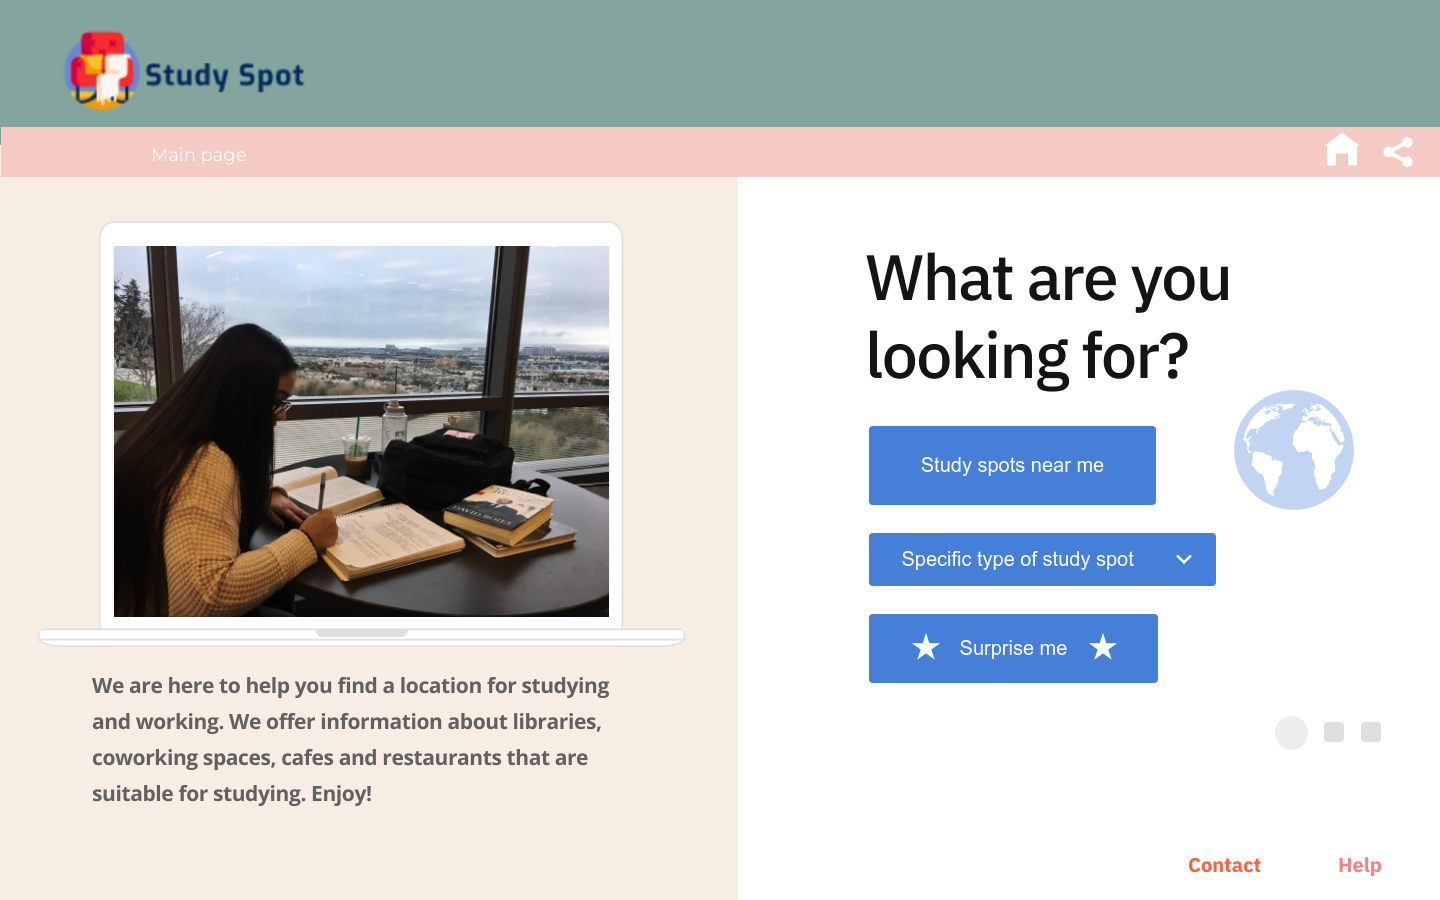 Study Spot
Main page
What are you
looking for?
Study spots near me
Specific type of study spot
Surprise me
DAVID BOIES
We are here to help you find a location for studying
and working. We offer information about libraries,
coworking spaces, cafes and restaurants that are
suitable for studying. Enjoy!
Contact
Help